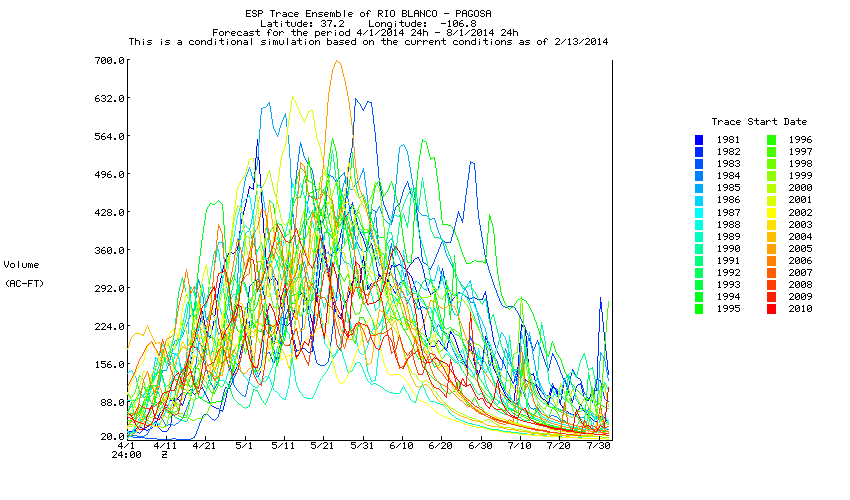 ESP Trace Ensemble of RIO BLANCO - PAGOSA
Latitude: 37.2 Longitude: -106.8
Forecast for the period 4/1/2014 24h - 8/1/2014 24h
This is a conditional simulation based on the current conditions as of 2/13/2014
700.0
632.0
564.0
496.0
428.0
360.0
292.0
224.0
156.0
88.0
20.0
Volume
(AC-FT)
4/1 4/11 4/21 5/1 5/11 5/21 5/31 6/10 6/20 6/30 7/10 7/20 7/30
24:00 Z
Trace Start Date
1981 1996
1982 1997
1983 1998
1984 1999
1985 2000
1986 2001
1987 2002
1988 2003
1989 2004
1990 2005
1991 2006
1992 2007
1993 2008
1994 2009
1995 2010